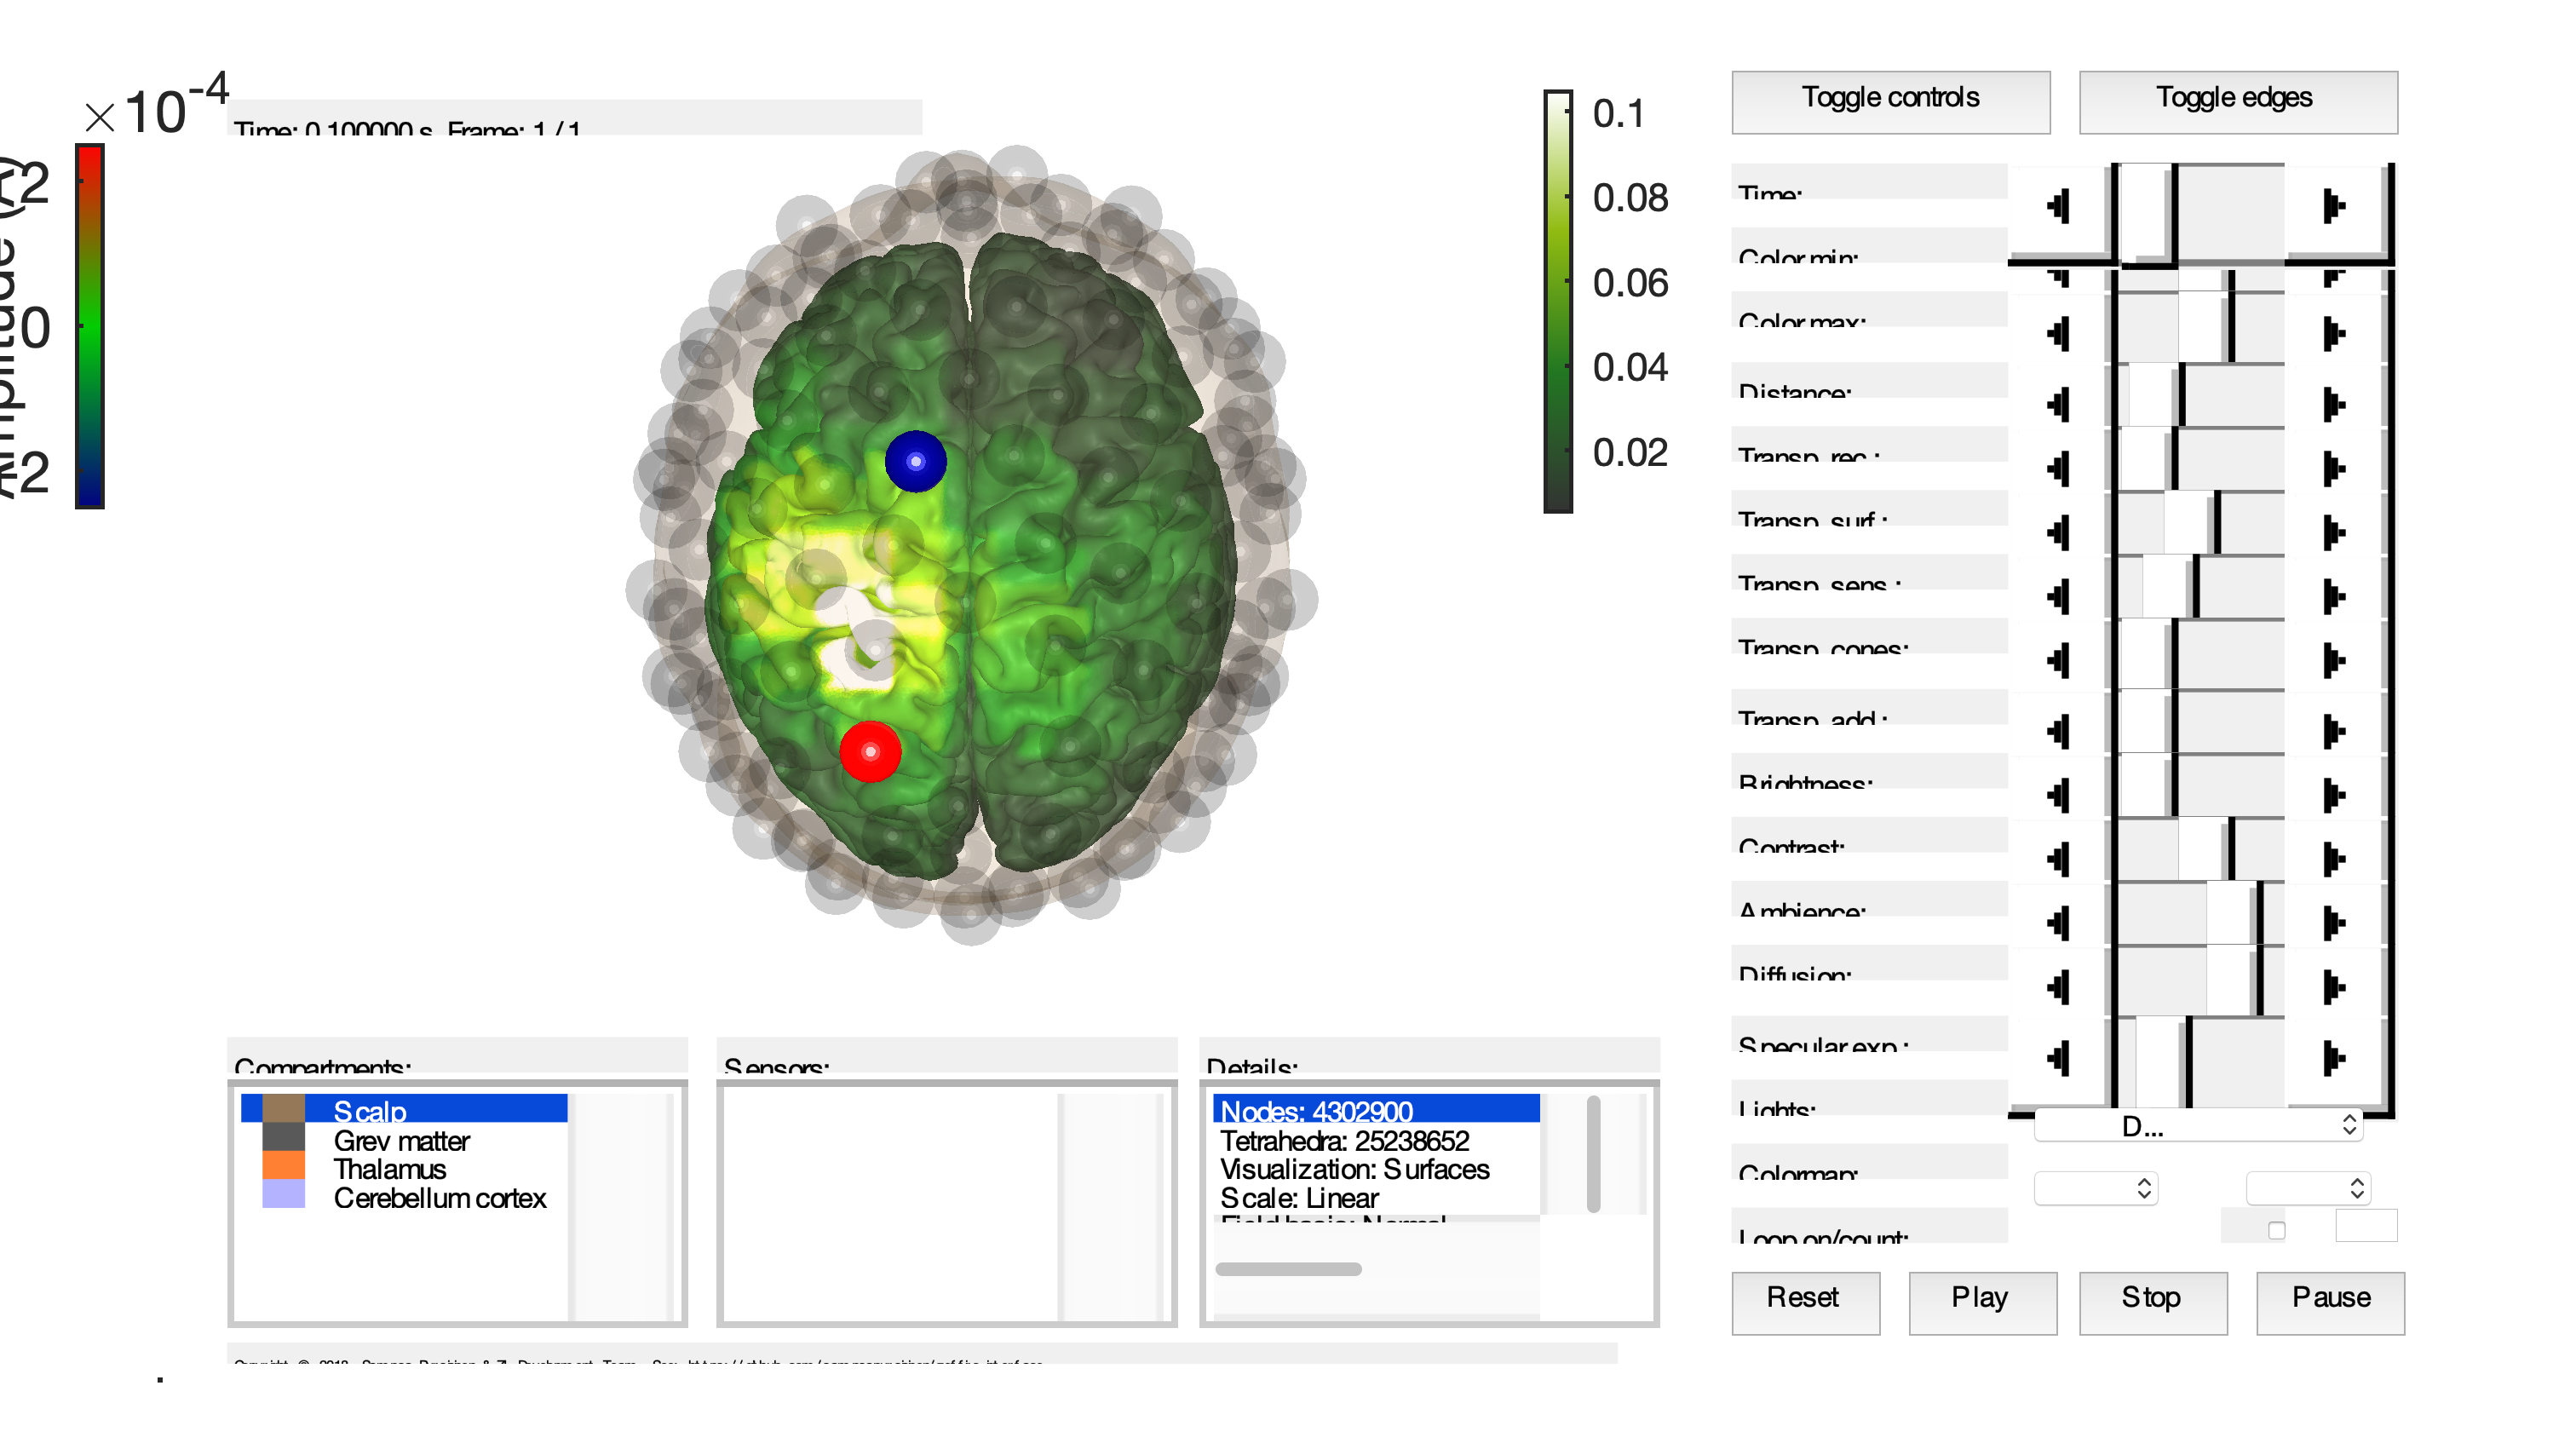 ×10-4
Time: 0.100000 s Frame: 1 / 1
Amplitude (A)
2
0
-2
0.1
0.08
0.06
0.04
0.02
Toggle controls
Toggle edges
Time:
Color min:
Color max:
Distance:
Transp. rec.:
Transp. surf.:
Transp. sens.:
Transp. cones:
Transp. add.:
Brightness:
Contrast:
Ambience:
Diffusion:
Specular exp.:
Lights:
D...
Colormap:
Loop on/count:
Reset
Play
Stop
Pause
Compartments:
Scalp
Grey matter
Thalamus
Cerebellum cortex
Sensors:
Details:
Nodes: 4302900
Tetrahedra: 25238652
Visualization: Surfaces
Scale: Linear
Field basis: Normal